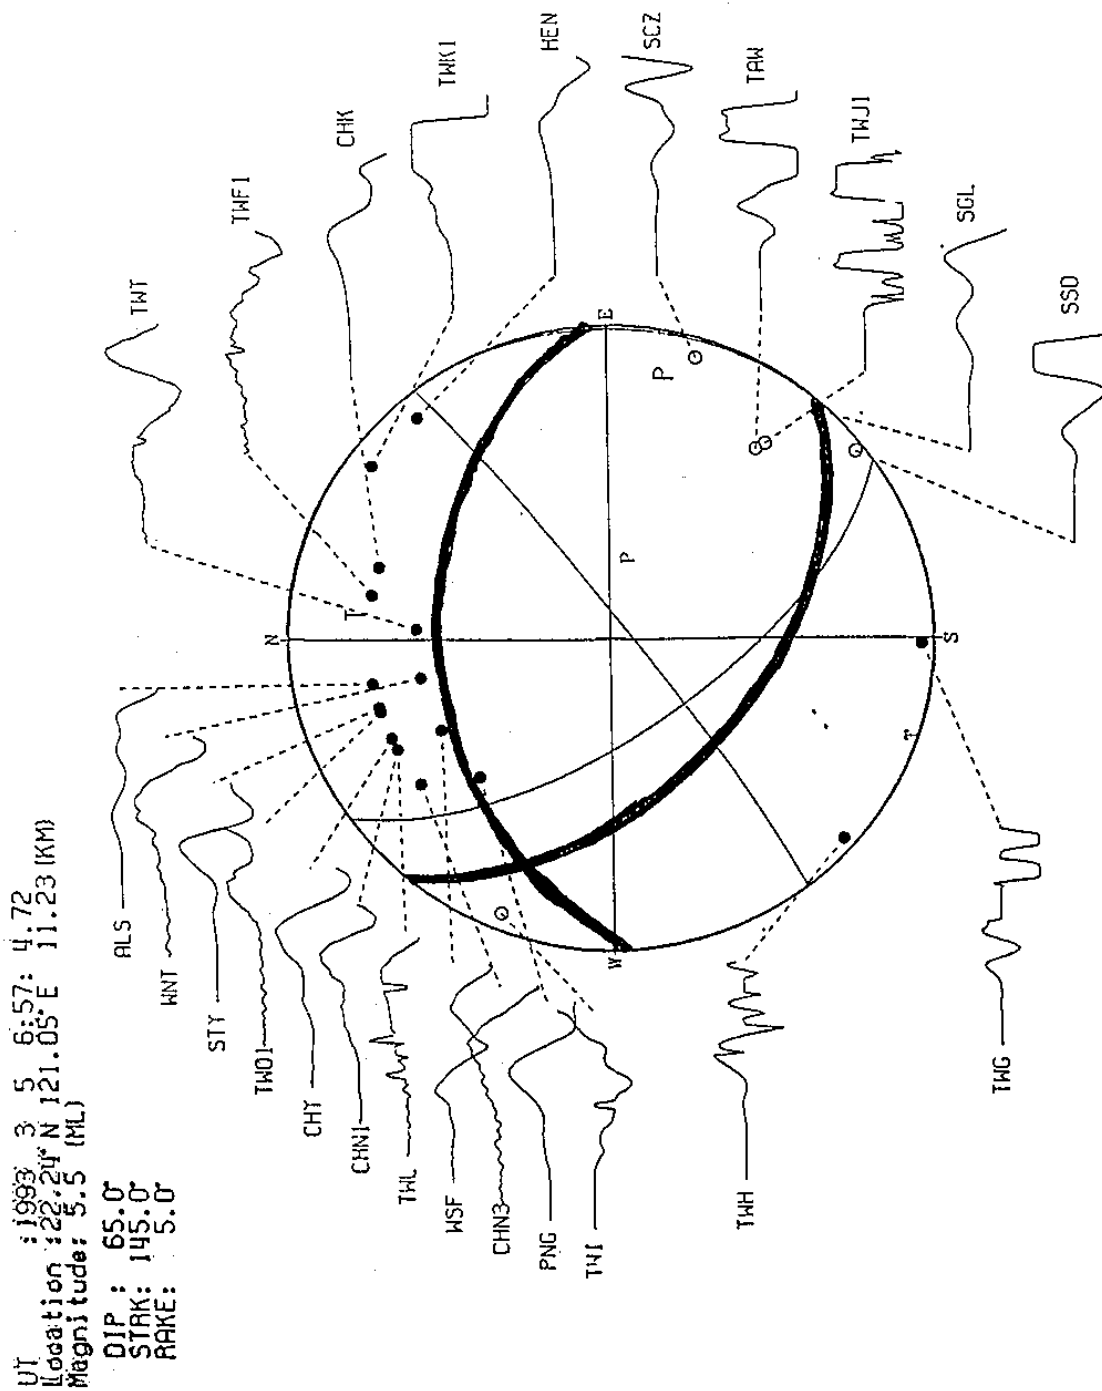 UT :1993 3 5 6:57: 4.72
Location :22.24°N 121.05°E 11.23 (KM)
Magnitude: 5.5 (ML)
DIP : 65.0°
STRK: 145.0°
RAKE: 5.0°
ALS
WNT
STY
TWO1
CHY
CHN1
TWL
WSF
CHN3
PNG
TWH
TWG
TWT
TWF1
CHK
TWK1
HEN
SCZ
TAW
TWJ1
SGL
SSD
N
E
S
W
T
P
P
T